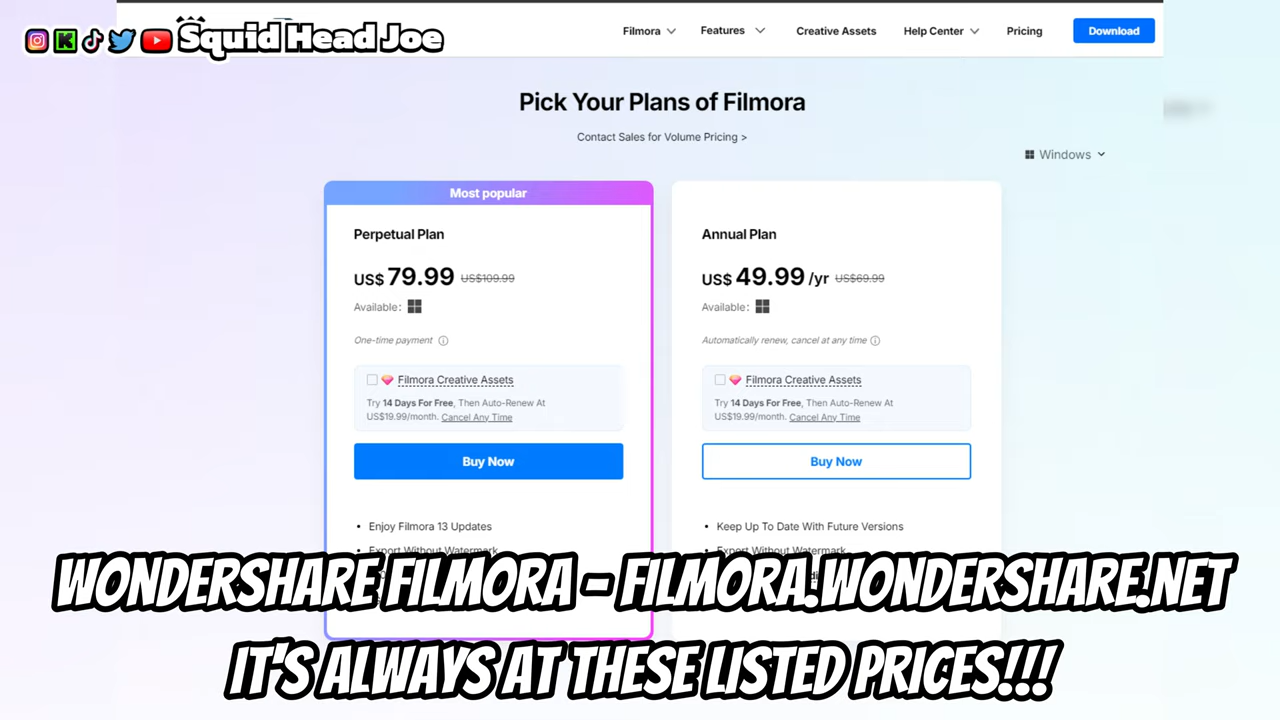 Squid Head Joe
Filmora
Features
Creative Assets
Help Center
Pricing
Download
Pick Your Plans of Filmora
Contact Sales for Volume Pricing >
Windows
Most popular
Perpetual Plan
US$ 79.99 US$109.99
Available:
One-time payment
Filmora Creative Assets
Try 14 Days For Free, Then Auto-Renew At
US$19.99/month. Cancel Any Time
Buy Now
• Enjoy Filmora 13 Updates
• Export Without Watermark
Annual Plan
US$ 49.99 /yr US$69.99
Available:
Automatically renew, cancel at any time
Filmora Creative Assets
Try 14 Days For Free, Then Auto-Renew At
US$19.99/month. Cancel Any Time
Buy Now
• Keep Up To Date With Future Versions
• Export Without Watermark
WONDERSHARE FILMORA - FILMORA.WONDERSHARE.NET
IT'S ALWAYS AT THESE LISTED PRICES!!!